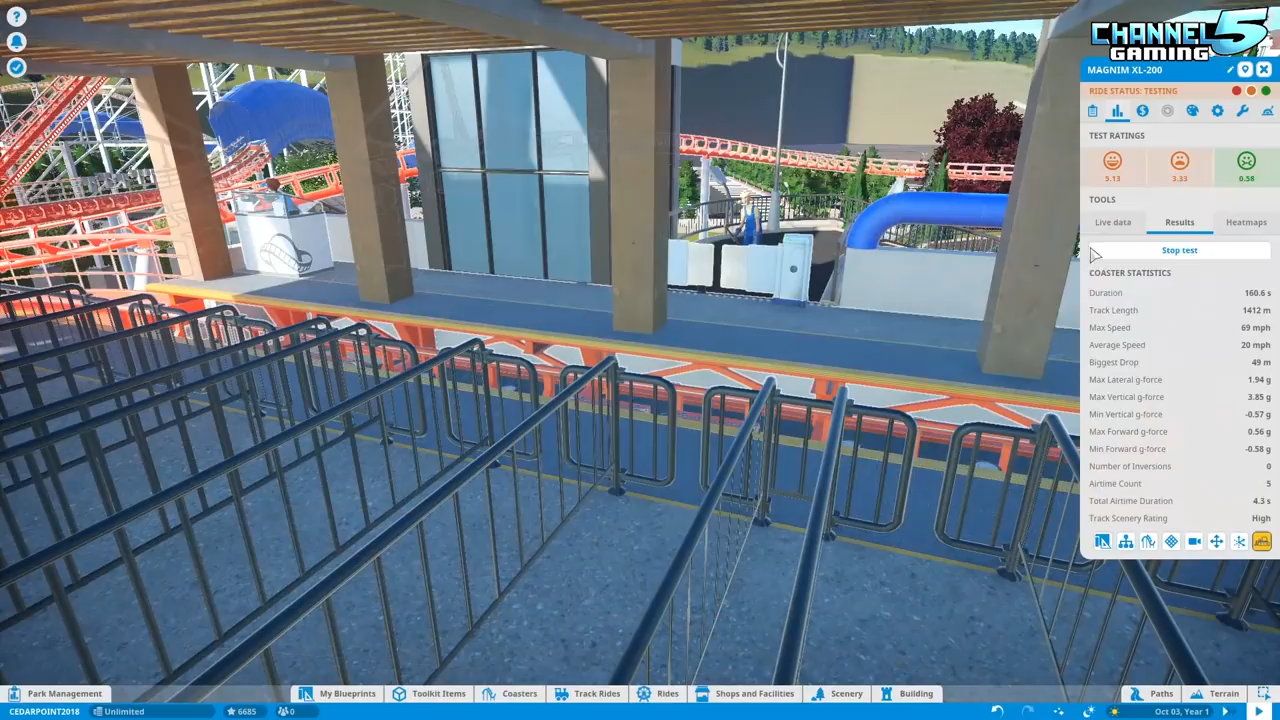 ?
CHANNEL 5
GAMING
MAGNIM XL-200
RIDE STATUS: TESTING
TEST RATINGS
5.13 3.33 0.58
TOOLS
Live data Results Heatmaps
Stop test
COASTER STATISTICS
Duration 160.6 s
Track Length 1412 m
Max Speed 69 mph
Average Speed 20 mph
Biggest Drop 49 m
Max Lateral g-force 1.94 g
Max Vertical g-force 3.85 g
Min Vertical g-force -0.57 g
Max Forward g-force 0.56 g
Min Forward g-force -0.58 g
Number of Inversions 0
Airtime Count 5
Total Airtime Duration 4.3 s
Track Scenery Rating High
Park Management My Blueprints Toolkit Items Coasters Track Rides Rides Shops and Facilities Scenery Building Paths Terrain
CEDARPOINT2018 Unlimited 6685 0 Oct 03, Year 1